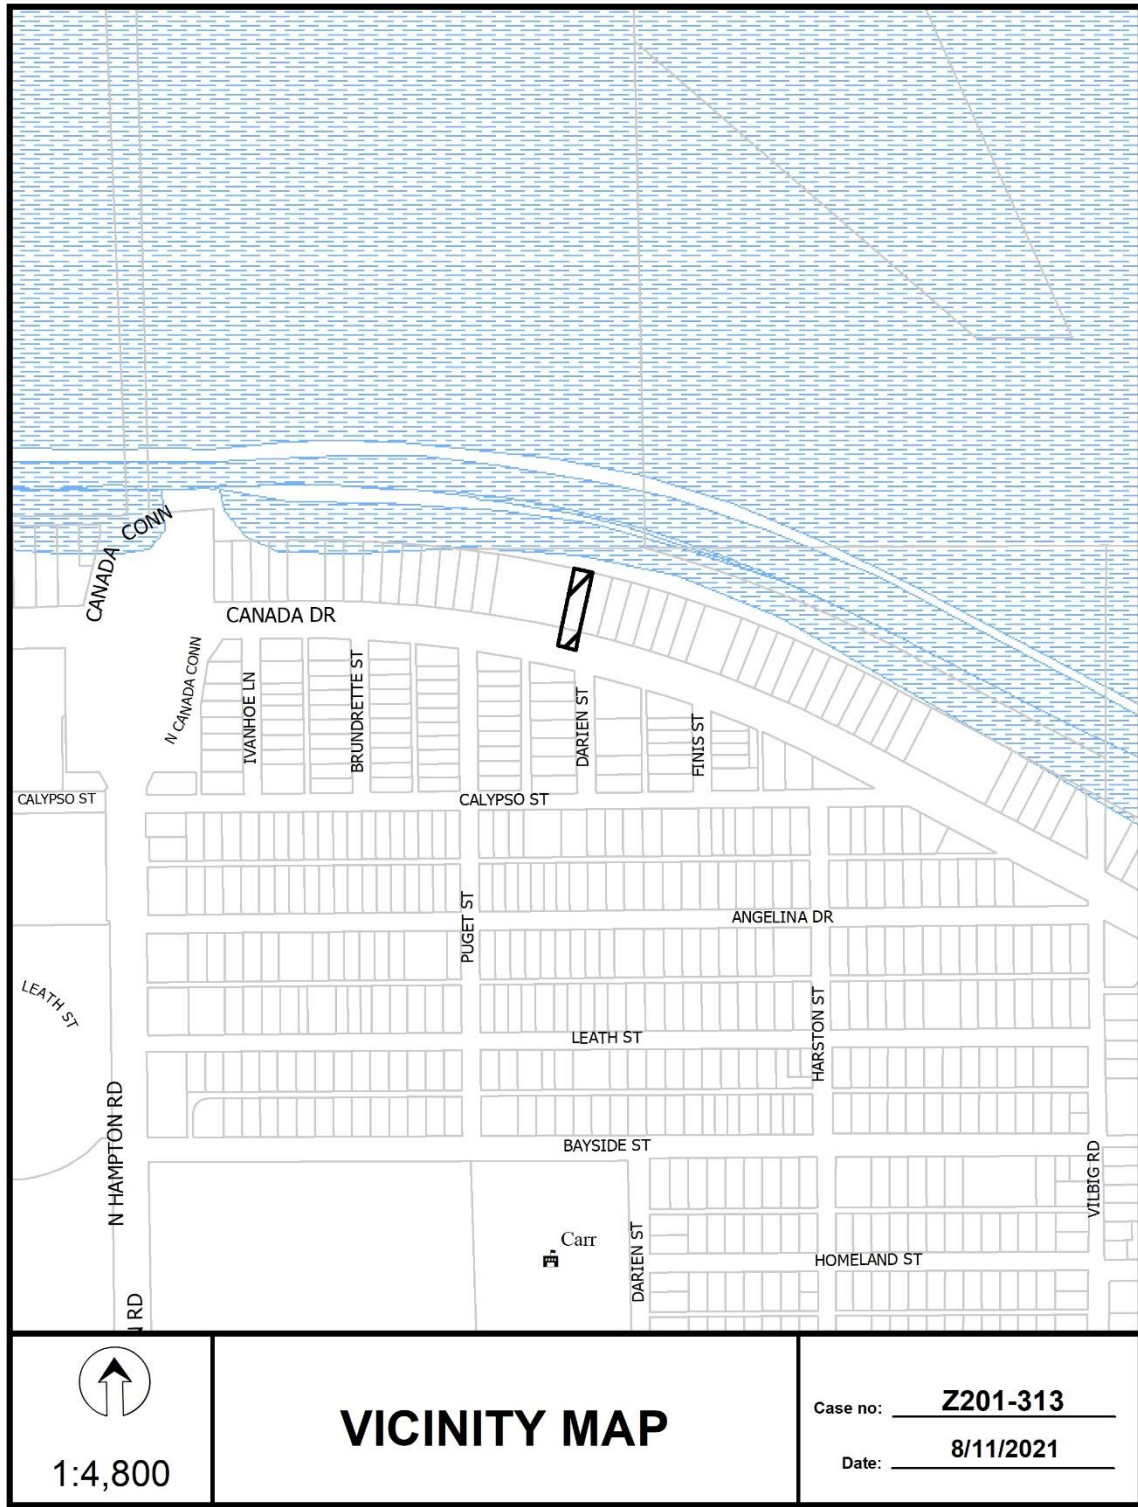 CANADA CONN
CANADA DR
N CANADA CONN
IVANHOE LN
BRUNDRETTE ST
DARIEN ST
FINIS ST
CALYPSO ST
CALYPSO ST
PUGET ST
ANGELINA DR
LEATH ST
HARSTON ST
LEATH ST
N HAMPTON RD
BAYSIDE ST
VILBIG RD
Carr
DARIEN ST
HOMELAND ST
N RD
1:4,800
VICINITY MAP
Case no: Z201-313
Date: 8/11/2021